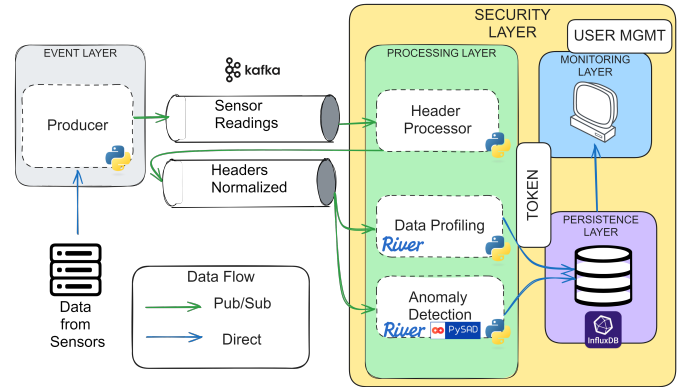 SECURITY
LAYER
USER MGMT
EVENT LAYER
kafka
PROCESSING LAYER
MONITORING
LAYER
Producer
Sensor
Readings
Header
Processor
Headers
Normalized
TOKEN
Data Profiling
River
PERSISTENCE
LAYER
Data
from
Sensors
Data Flow
Pub/Sub
Direct
Anomaly
Detection
River
PySAD
InfluxDB